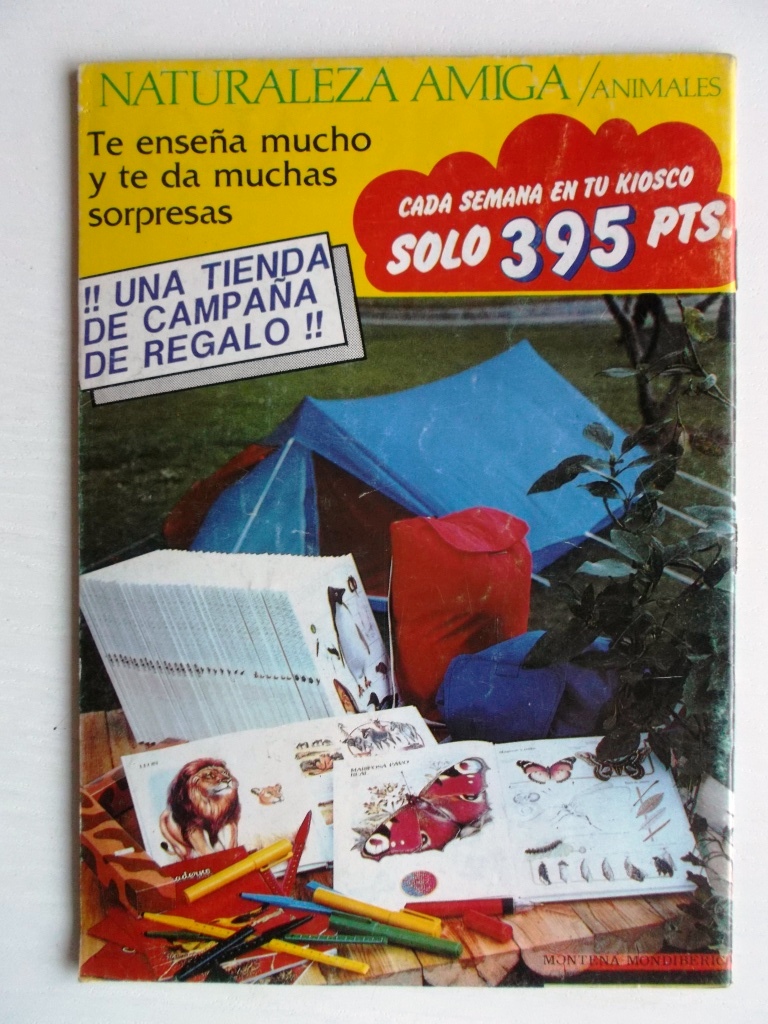 NATURALEZA AMIGA / ANIMALES
Te enseña mucho
y te da muchas
sorpresas
CADA SEMANA EN TU KIOSCO
SOLO 395 PTS.
!! UNA TIENDA
DE CAMPAÑA
DE REGALO !!
LEON
MARIPOSA PAVO
REAL
MONTENA MONDIBERICA